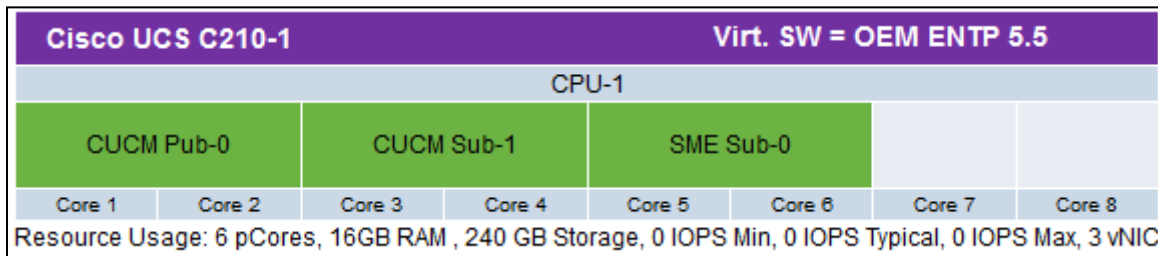 Cisco UCS C210-1 Virt. SW = OEM ENTP 5.5
CPU-1
CUCM Pub-0 CUCM Sub-1 SME Sub-0
Core 1 Core 2 Core 3 Core 4 Core 5 Core 6 Core 7 Core 8
Resource Usage: 6 pCores, 16GB RAM , 240 GB Storage, 0 IOPS Min, 0 IOPS Typical, 0 IOPS Max, 3 vNIC